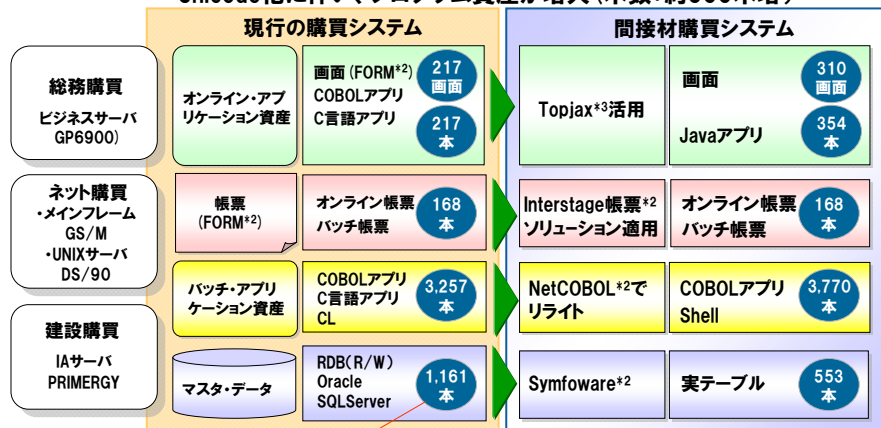 現行の購買システム
間接材購買システム
総務購買
ビジネスサーバ
GP6900)
オンライン・アプ
リケーション資産
画面(FORM*2)
COBOLアプリ
C言語アプリ
217
画面
217
本
Topjax*3活用
画面
Javaアプリ
310
画面
354
本
ネット購買
・メインフレーム
GS/M
・UNIXサーバ
DS/90
帳票
(FORM*2)
オンライン帳票
バッチ帳票
168
本
Interstage帳票*2
ソリューション適用
オンライン帳票
バッチ帳票
168
本
バッチ・アプリ
ケーション資産
COBOLアプリ
C言語アプリ
CL
3,257
本
NetCOBOL*2で
リライト
COBOLアプリ
Shell
3,770
本
建設購買
IAサーバ
PRIMERGY
マスタ・データ
RDB(R/W)
Oracle
SQLServer
1,161
本
Symfoware*2
実テーブル
553
本